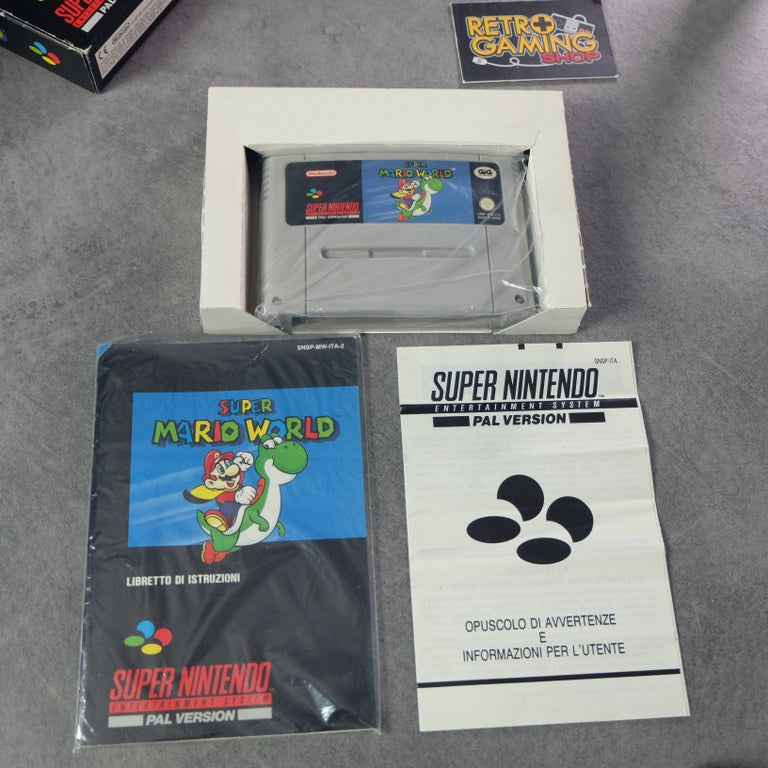 SUPER
PAL
RETRO
GAMING
SHOP
Nintendo
SUPER NINTENDO
PAL VERSION
SUPER
MARIO WORLD
SNSP-MW-ITA-2
SUPER
MARIO WORLD
TM
LIBRETTO DI ISTRUZIONI
SUPER NINTENDO
ENTERTAINMENT SYSTEM
PAL VERSION
SNSP-ITA
SUPER NINTENDO
ENTERTAINMENT SYSTEM
PAL VERSION
OPUSCOLO DI AVVERTENZE
E
INFORMAZIONI PER L'UTENTE